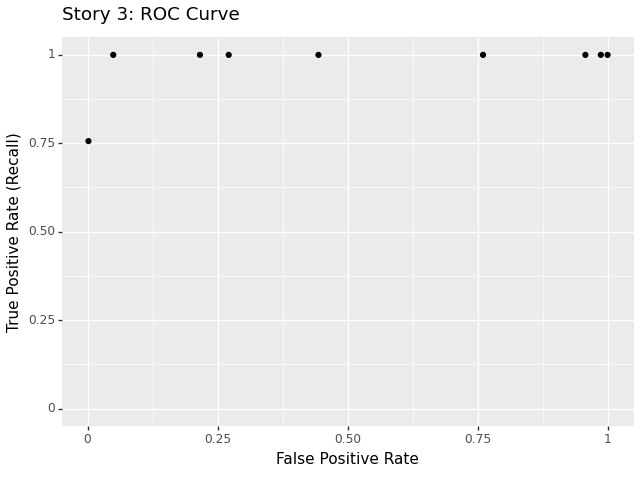 Story 3: ROC Curve
True Positive Rate (Recall)
1
0.75
0.50
0.25
0
0 0.25 0.50 0.75 1
False Positive Rate